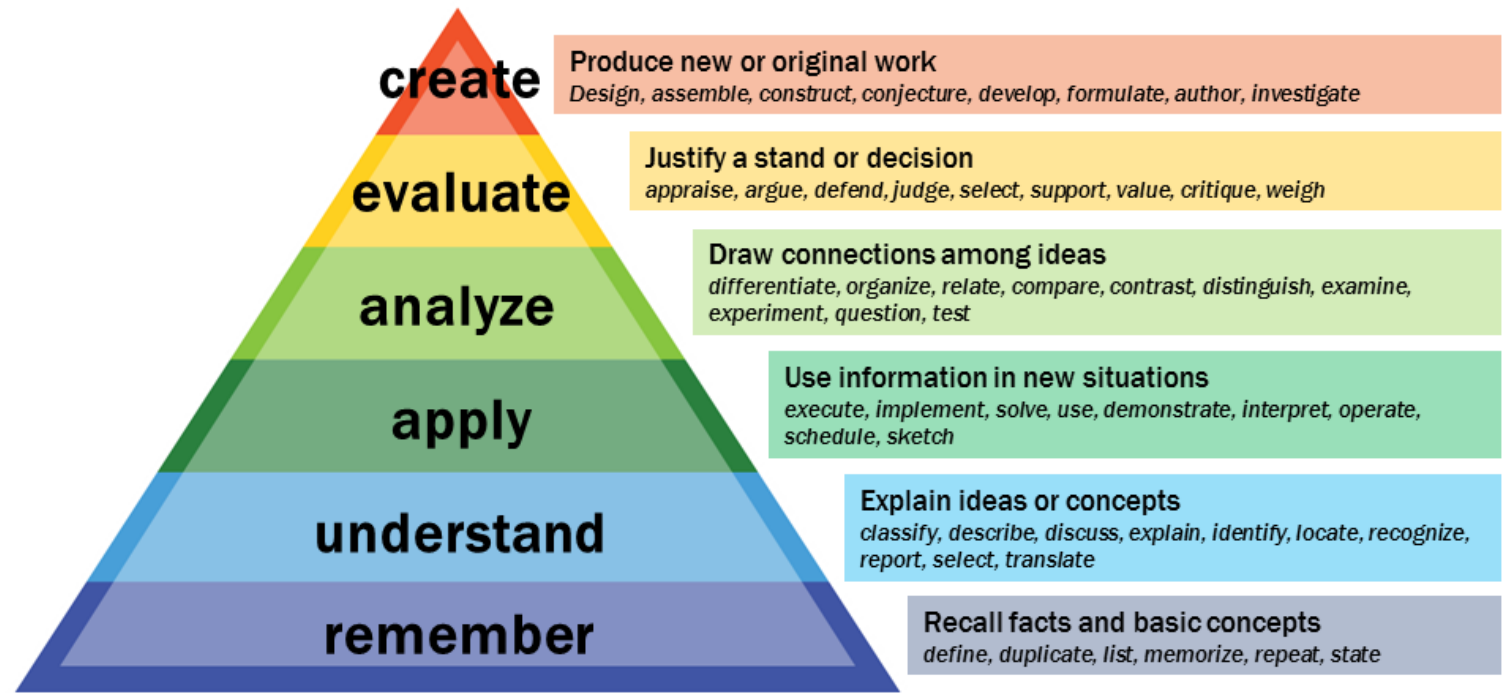 create
Produce new or original work
Design, assemble, construct, conjecture, develop, formulate, author, investigate
evaluate
Justify a stand or decision
appraise, argue, defend, judge, select, support, value, critique, weigh
analyze
Draw connections among ideas
differentiate, organize, relate, compare, contrast, distinguish, examine,
experiment, question, test
apply
Use information in new situations
execute, implement, solve, use, demonstrate, interpret, operate,
schedule, sketch
understand
Explain ideas or concepts
classify, describe, discuss, explain, identify, locate, recognize,
report, select, translate
remember
Recall facts and basic concepts
define, duplicate, list, memorize, repeat, state